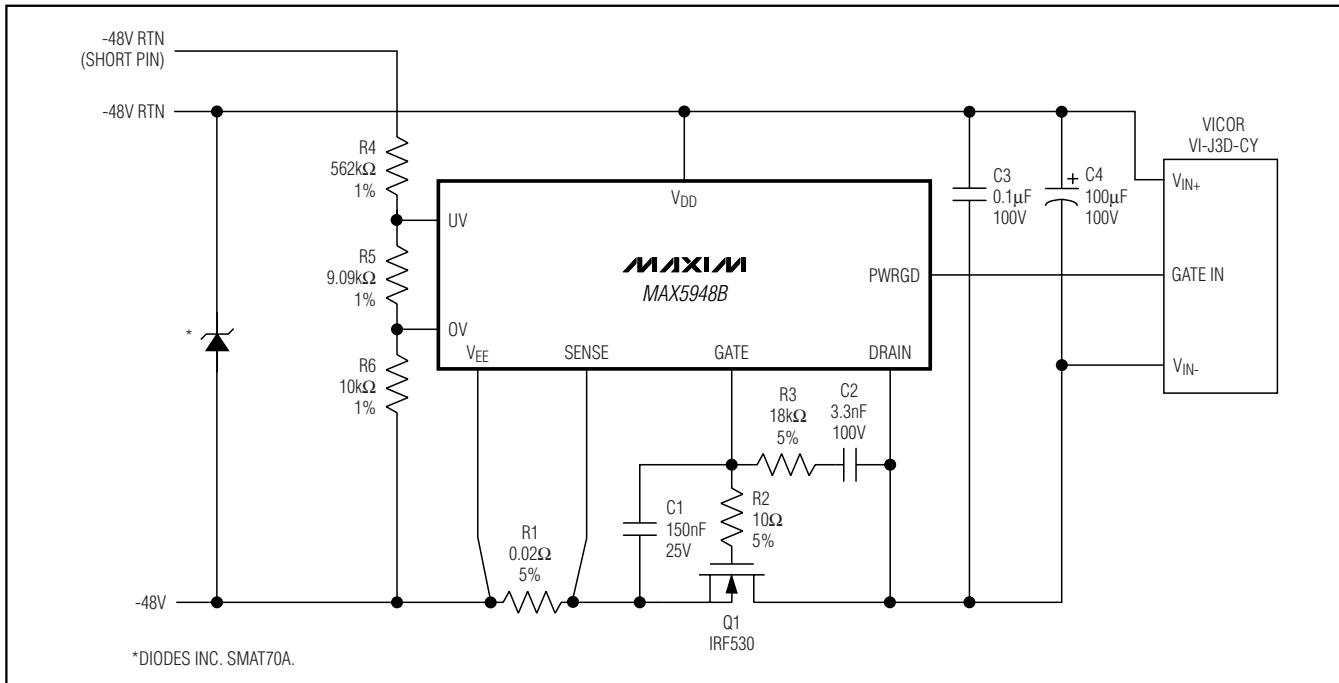 -48V RTN
(SHORT PIN)
-48V RTN
VICOR
VI-J3D-CY
R4
562kΩ
1%
VDD
C3
0.1µF
100V
+ C4
100µF
100V
VIN+
UV
R5
9.09kΩ
1%
MAXIM
MAX5948B
PWRGD
GATE IN
OV
*
VEE
SENSE
GATE
DRAIN
VIN-
R6
10kΩ
1%
R3
18kΩ
5%
C2
3.3nF
100V
C1
150nF
25V
R2
10Ω
5%
R1
0.02Ω
5%
-48V
Q1
IRF530
*DIODES INC. SMAT70A.